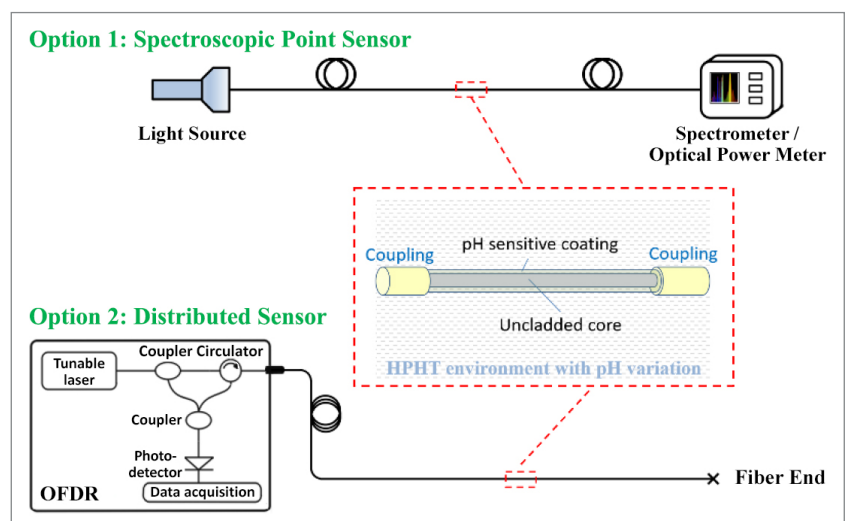 Option 1: Spectroscopic Point Sensor
Light Source
Spectrometer /
Optical Power Meter
Coupling
pH sensitive coating
Coupling
Uncladded core
HPHT environment with pH variation
Option 2: Distributed Sensor
Tunable
laser
Coupler Circulator
Coupler
Photo-
detector
Data acquisition
OFDR
Fiber End